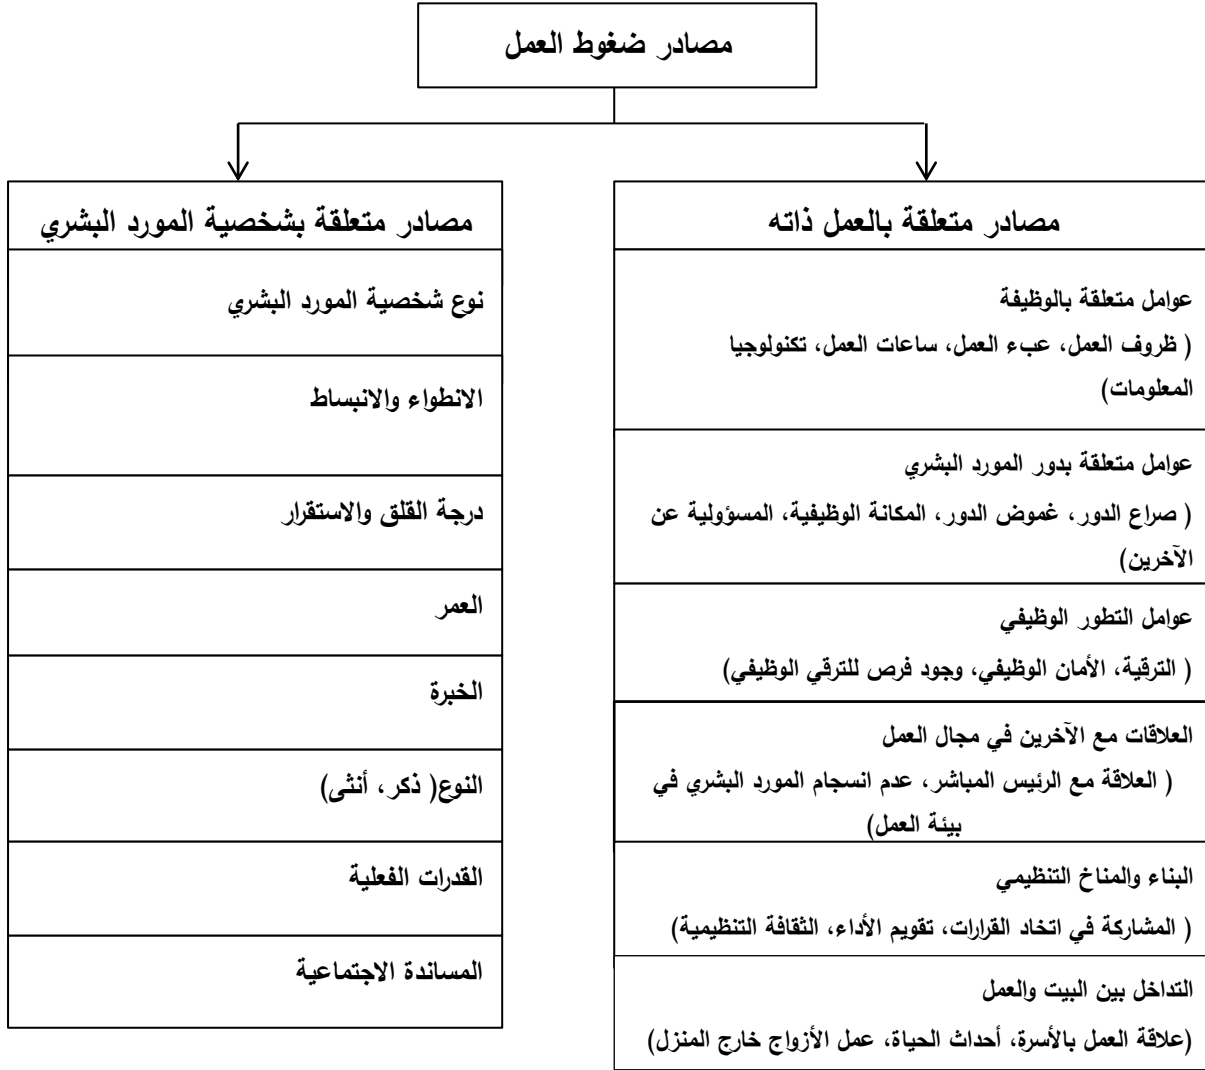 مصادر ضغوط العمل
مصادر متعلقة بالعمل ذاته
عوامل متعلقة بالوظيفة
( ظروف العمل، عبء العمل، ساعات العمل، تكنولوجيا
المعلومات)
عوامل متعلقة بدور المورد البشري
( صراع الدور، غموض الدور، المكانة الوظيفية، المسؤولية عن
الآخرين)
عوامل التطور الوظيفي
( الترقية، الأمان الوظيفي، وجود فرص للترقي الوظيفي)
العلاقات مع الآخرين في مجال العمل
( العلاقة مع الرئيس المباشر، عدم انسجام المورد البشري في
بيئة العمل)
البناء والمناخ التنظيمي
( المشاركة في اتخاد القرارات، تقويم الأداء، الثقافة التنظيمية)
التداخل بين البيت والعمل
(علاقة العمل بالأسرة، أحداث الحياة، عمل الأزواج خارج المنزل)
مصادر متعلقة بشخصية المورد البشري
نوع شخصية المورد البشري
الانطواء والانبساط
درجة القلق والاستقرار
العمر
الخبرة
النوع( ذكر، أنثى)
القدرات الفعلية
المساندة الاجتماعية